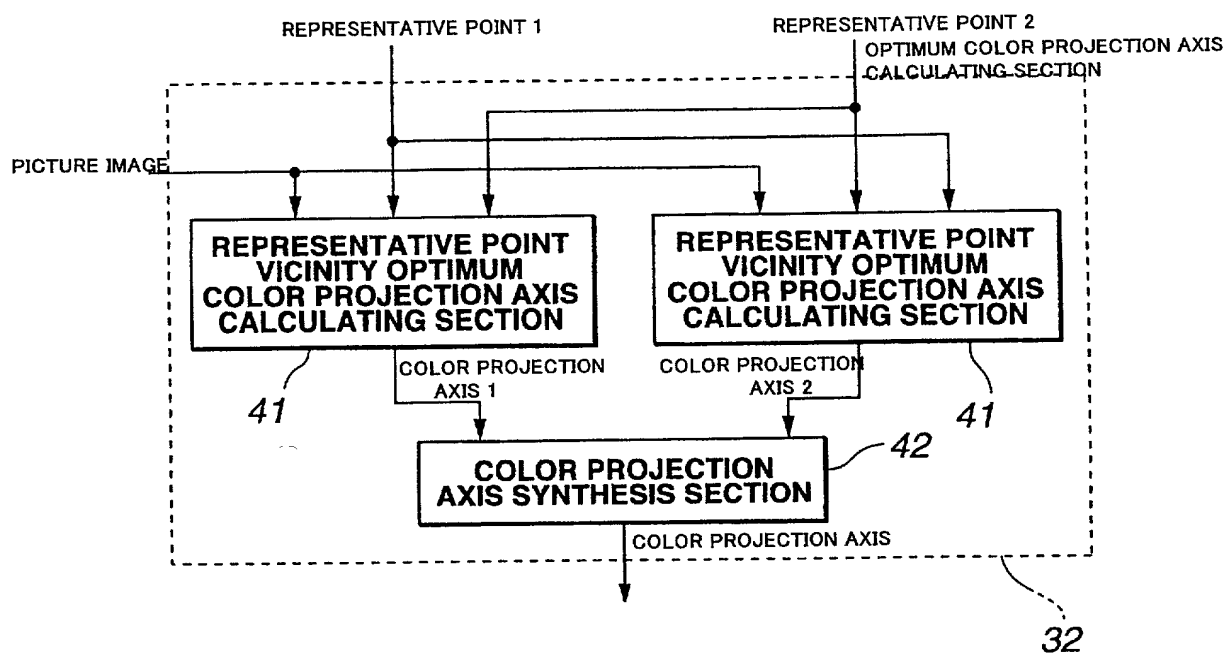 REPRESENTATIVE POINT 1
REPRESENTATIVE POINT 2
OPTIMUM COLOR PROJECTION AXIS
CALCULATING SECTION
PICTURE IMAGE
REPRESENTATIVE POINT
VICINITY OPTIMUM
COLOR PROJECTION AXIS
CALCULATING SECTION
REPRESENTATIVE POINT
VICINITY OPTIMUM
COLOR PROJECTION AXIS
CALCULATING SECTION
COLOR PROJECTION
AXIS 1
COLOR PROJECTION
AXIS 2
41
41
42
COLOR PROJECTION
AXIS SYNTHESIS SECTION
COLOR PROJECTION AXIS
32